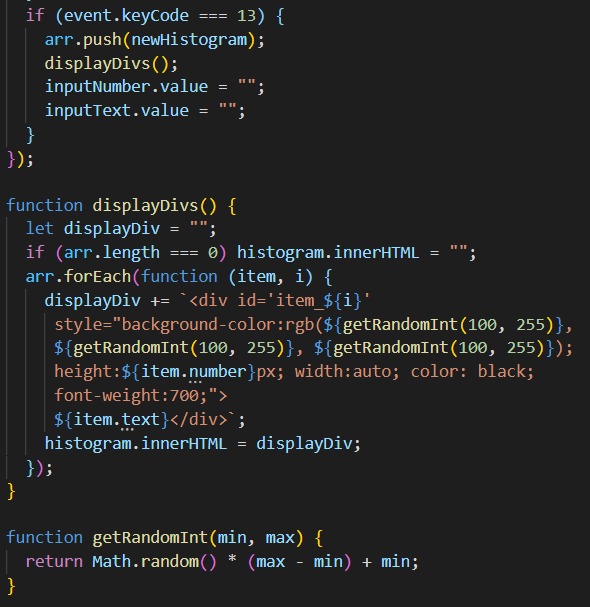 if (event.keyCode === 13) {
arr.push(newHistogram);
displayDivs();
inputNumber.value = "";
inputText.value = "";
}
});
function displayDivs() {
let displayDiv = "";
if (arr.length === 0) histogram.innerHTML = "";
arr.forEach(function (item, i) {
displayDiv += `<div id='item_${i}'
style="background-color:rgb(${getRandomInt(100, 255)},
${getRandomInt(100, 255)}, ${getRandomInt(100, 255)});
height:${item.number}px; width:auto; color: black;
font-weight:700;">
${item.text}</div>`;
histogram.innerHTML = displayDiv;
});
}
function getRandomInt(min, max) {
return Math.random() * (max - min) + min;
}